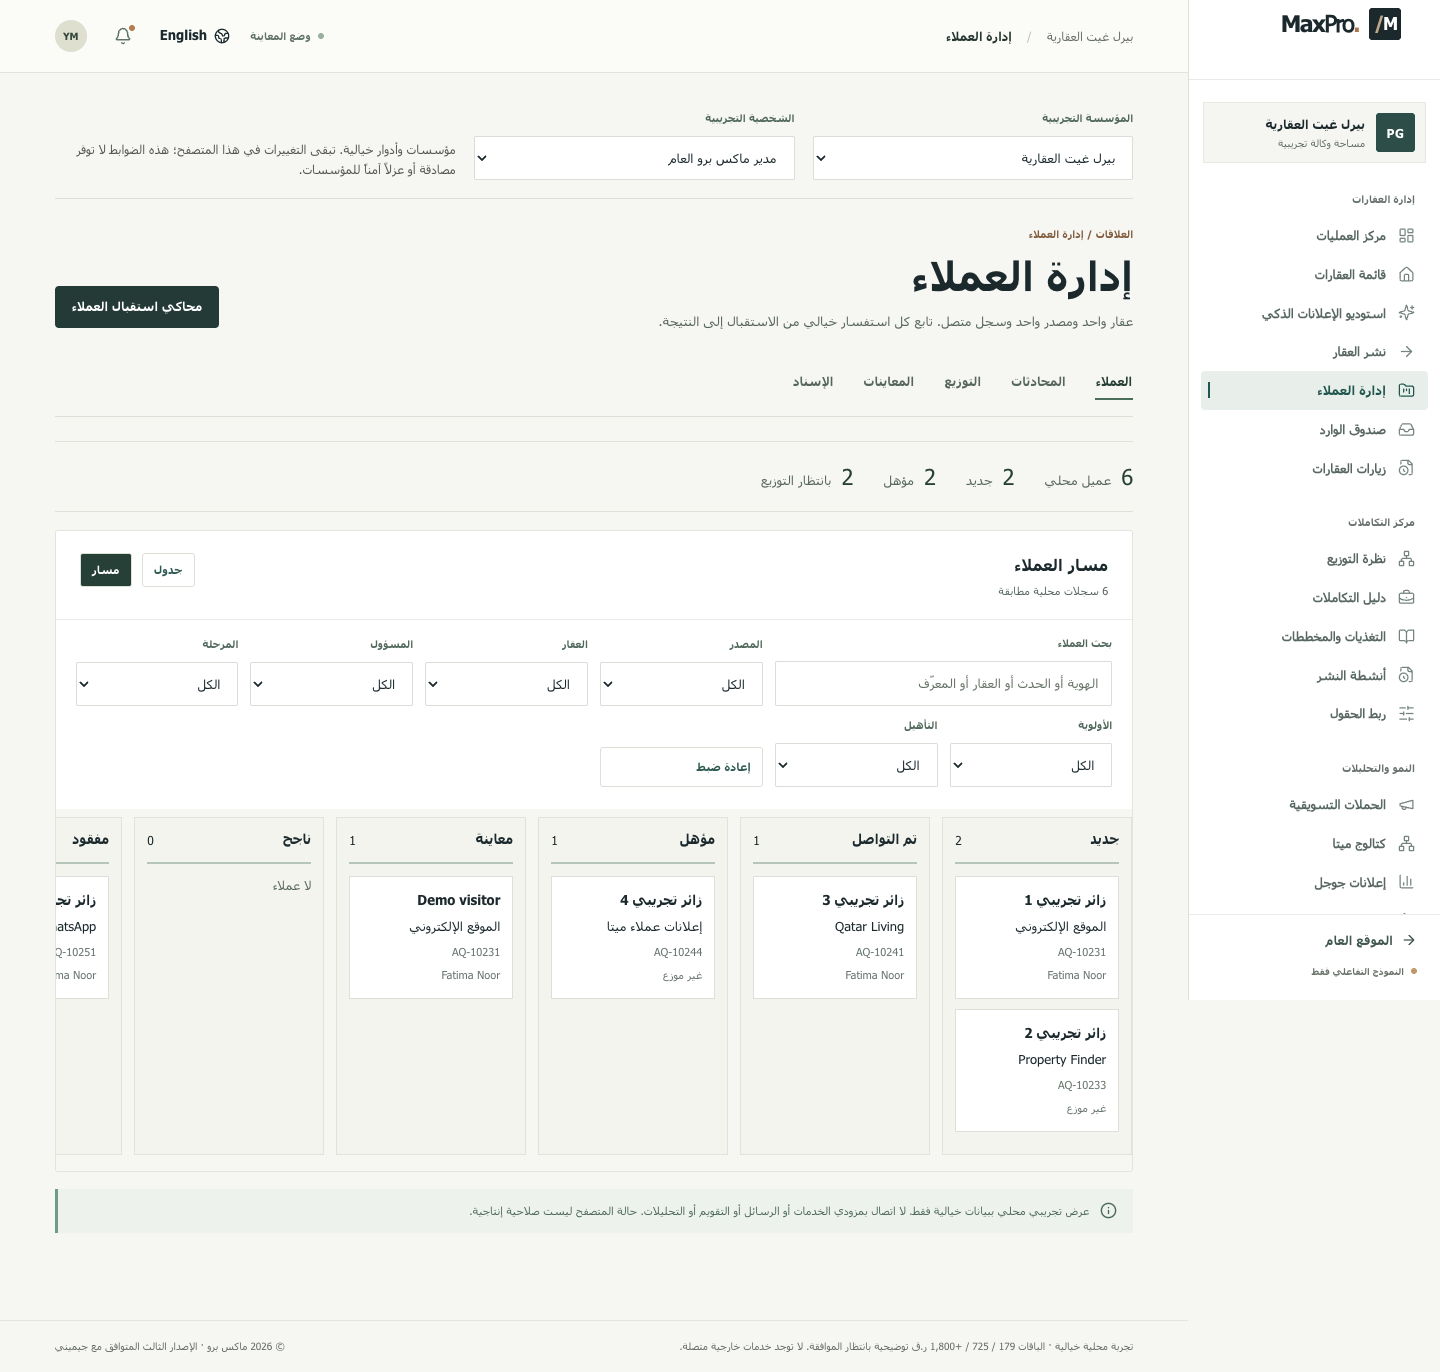 MaxPro.
/M
PG
بيرل غيت العقارية
مساحة وكالة تجريبية
إدارة العقارات
مركز العمليات
قائمة العقارات
استوديو الإعلانات الذكي
نشر العقار
إدارة العملاء
صندوق الوارد
زيارات العقارات
مركز التكاملات
نظرة التوزيع
دليل التكاملات
التغذيات والمخططات
أنشطة النشر
ربط الحقول
النمو والتحليلات
الحملات التسويقية
كتالوج ميتا
إعلانات جوجل
الموقع العام
النموذج التفاعلي فقط
بيرل غيت العقارية / إدارة العملاء
وضع المعاينة
English
YM
المؤسسة التجريبية
بيرل غيت العقارية
الشخصية التجريبية
مدير ماكس برو العام
مؤسسات وأدوار خيالية. تبقى التغييرات في هذا المتصفح؛ هذه الضوابط لا توفر
مصادقة أو عزلاً آمناً للمؤسسات.
العلاقات / إدارة العملاء
إدارة العملاء
عقار واحد ومصدر واحد وسجل متصل. تابع كل استفسار خيالي من الاستقبال إلى النتيجة.
محاكي استقبال العملاء
العملاء المحادثات التوزيع المعاينات الإسناد
6 عميل محلي 2 جديد 2 مؤهل 2 بانتظار التوزيع
مسار العملاء
6 سجلات محلية مطابقة
جدول مسار
بحث العملاء
الهوية أو الحدث أو العقار أو المعرّف
المصدر
الكل
العقار
الكل
المسؤول
الكل
المرحلة
الكل
الأولوية
الكل
التأهيل
الكل
إعادة ضبط
جديد 2
زائر تجريبي 1
الموقع الإلكتروني
AQ-10231
Fatima Noor
زائر تجريبي 2
Property Finder
AQ-10233
غير موزع
تم التواصل 1
زائر تجريبي 3
Qatar Living
AQ-10241
Fatima Noor
مؤهل 1
زائر تجريبي 4
إعلانات عملاء ميتا
AQ-10244
غير موزع
معاينة 1
Demo visitor
الموقع الإلكتروني
AQ-10231
Fatima Noor
ناجح 0
لا عملاء
مفقود
زائر تج
atsApp
Q-10251
ma Noor
عرض تجريبي محلي ببيانات خيالية فقط. لا اتصال بمزودي الخدمات أو الرسائل أو التقويم أو التحليلات. حالة المتصفح ليست صلاحية إنتاجية.
تجربة محلية خيالية · الباقات 179 / 725 / +1,800 ر.ق توضيحية بانتظار الموافقة. لا توجد خدمات خارجية متصلة.
© 2026 ماكس برو · الإصدار الثالث المتوافق مع جيميني